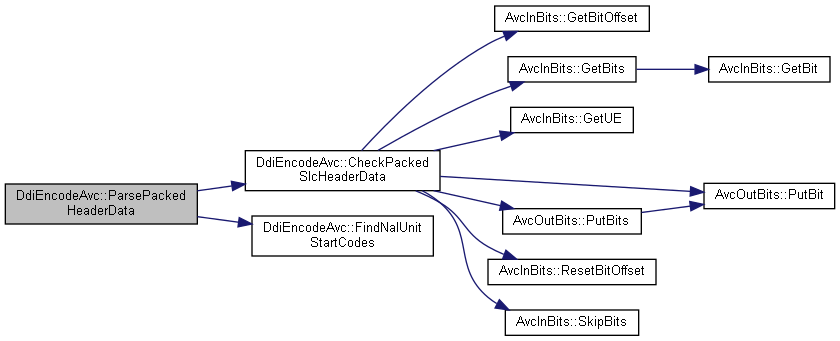 AvcInBits::GetBitOffset
AvcInBits::GetBits
AvcInBits::GetBit
AvcInBits::GetUE
DdiEncodeAvc::CheckPacked
SlcHeaderData
DdiEncodeAvc::ParsePacked
HeaderData
AvcOutBits::PutBit
AvcOutBits::PutBits
DdiEncodeAvc::FindNalUnit
StartCodes
AvcInBits::ResetBitOffset
AvcInBits::SkipBits